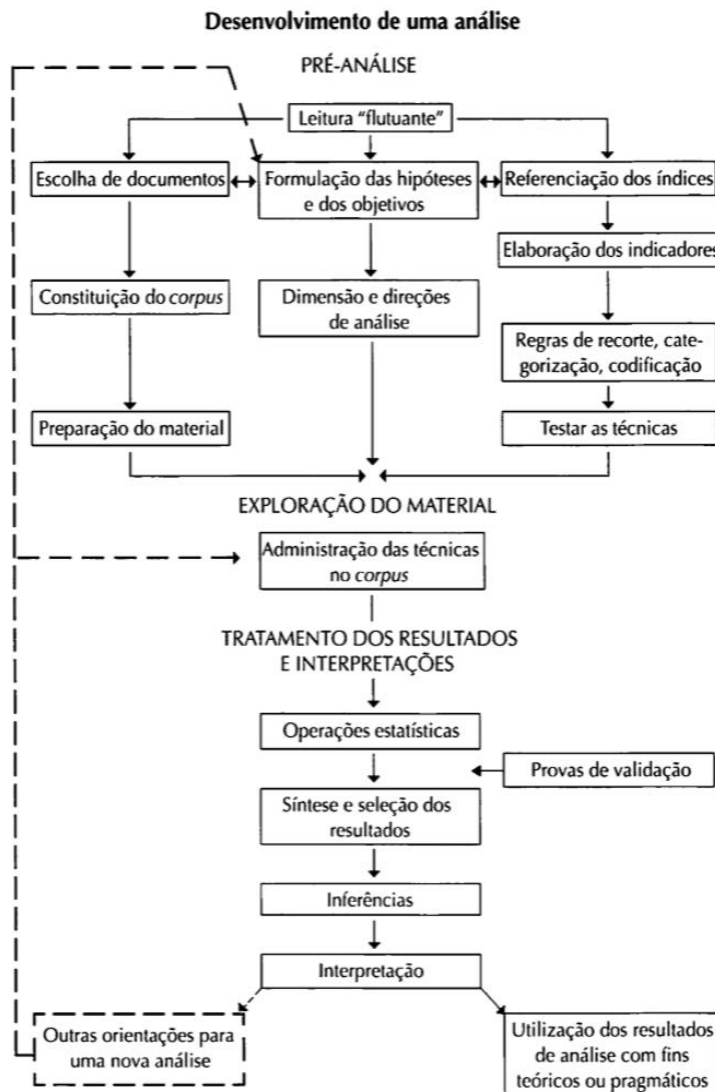 Desenvolvimento de uma análise
PRÉ-ANÁLISE
Leitura “flutuante”
Escolha de documentos
Formulação das hipóteses
e dos objetivos
Referenciação dos índices
Elaboração dos indicadores
Constituição do corpus
Dimensão e direções
de análise
Regras de recorte, cate-
gorização, codificação
Preparação do material
Testar as técnicas
EXPLORAÇÃO DO MATERIAL
Administração das técnicas
no corpus
TRATAMENTO DOS RESULTADOS
E INTERPRETAÇÕES
Operações estatísticas
Provas de validação
Síntese e seleção dos
resultados
Inferências
Interpretação
Outras orientações para
uma nova análise
Utilização dos resultados
de análise com fins
teóricos ou pragmáticos